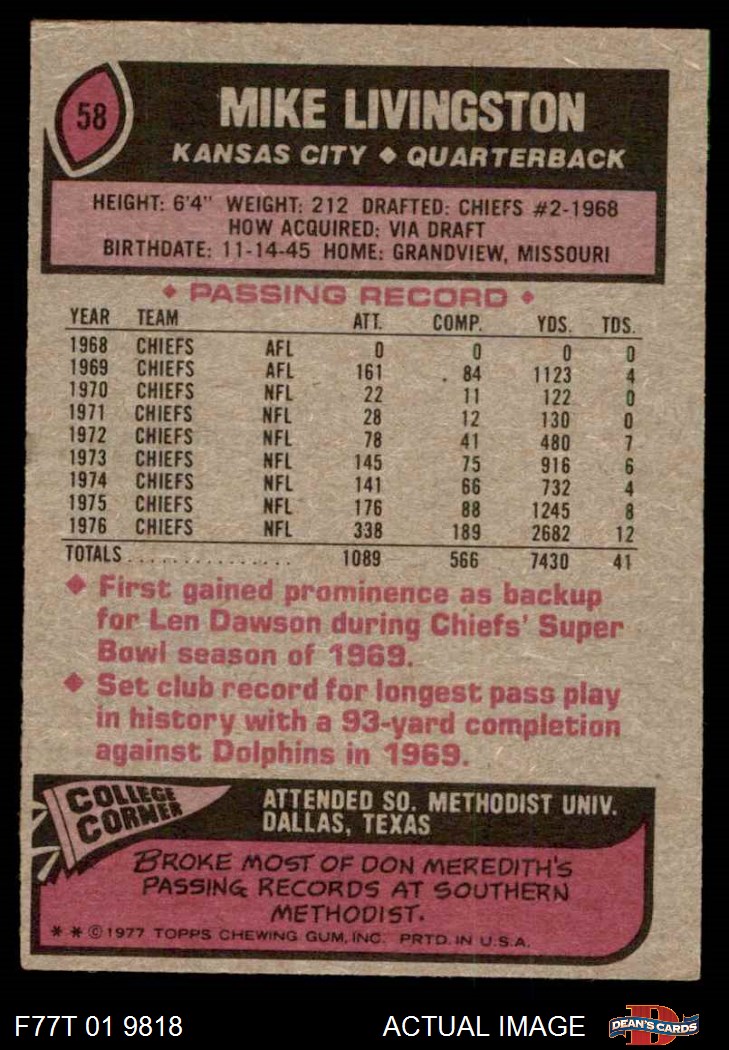 58
MIKE LIVINGSTON
KANSAS CITY ◆ QUARTERBACK
HEIGHT: 6'4" WEIGHT: 212 DRAFTED: CHIEFS #2-1968
HOW ACQUIRED: VIA DRAFT
BIRTHDATE: 11-14-45 HOME: GRANDVIEW, MISSOURI
◆ PASSING RECORD ◆
YEAR TEAM ATT. COMP. YDS. TDS.
1968 CHIEFS AFL 0 0 0 0
1969 CHIEFS AFL 161 84 1123 4
1970 CHIEFS NFL 22 11 122 0
1971 CHIEFS NFL 28 12 130 0
1972 CHIEFS NFL 78 41 480 7
1973 CHIEFS NFL 145 75 916 6
1974 CHIEFS NFL 141 66 732 4
1975 CHIEFS NFL 176 88 1245 8
1976 CHIEFS NFL 338 189 2682 12
TOTALS................ 1089 566 7430 41
◆ First gained prominence as backup
for Len Dawson during Chiefs' Super
Bowl season of 1969.
◆ Set club record for longest pass play
in history with a 93-yard completion
against Dolphins in 1969.
COLLEGE
CORNER
ATTENDED SO. METHODIST UNIV.
DALLAS, TEXAS
BROKE MOST OF DON MEREDITH'S
PASSING RECORDS AT SOUTHERN
METHODIST.
* * © 1977 TOPPS CHEWING GUM, INC. PRTD. IN U.S.A.
F77T 01 9818 ACTUAL IMAGE
DEAN'S CARDS